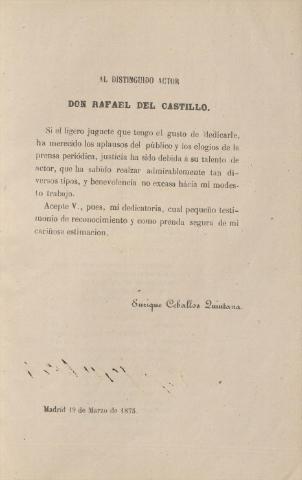 AL DISTINGUIDO ACTOR
DON RAFAEL DEL CASTILLO.
Si el ligero juguete que tengo el gusto de dedicarle,
ha merecido los aplausos del público y los elogios de la
prensa periódica, justicia ha sido debida á su talento de
actor, que ha sabido realzar admirablemente tan di-
versos tipos, y benevolencia no escasa hácia mi modes-
to trabajo.
Acepte V., pues, mi dedicatoria, cual pequeño testi-
monio de reconocimiento y como prenda segura de mi
cariñosa estimacion.
Enrique Ceballos Quintana.
Madrid 19 de Marzo de 1875.